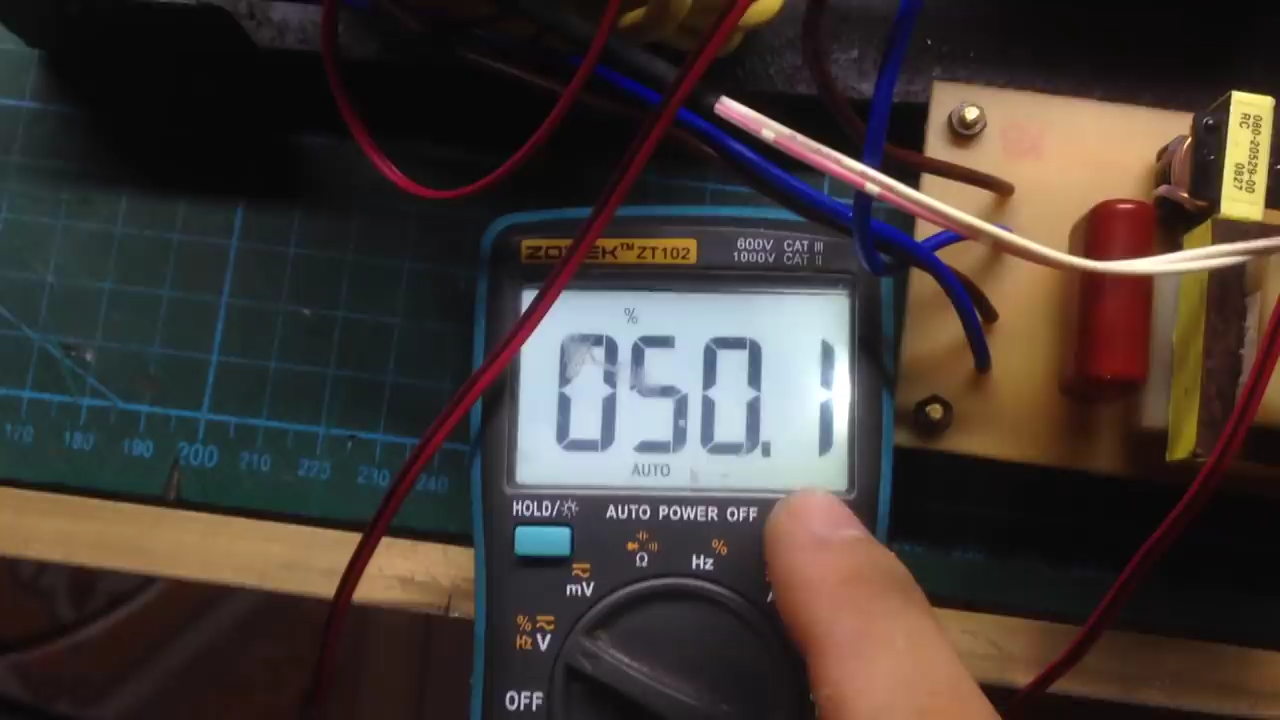 080-20529-00
RC 0827
ZT102
600V CAT III
1000V CAT II
%
050.1
AUTO
170 180 190 200 210 220 230 240
HOLD/
AUTO POWER OFF
Ω
Hz %
mV
% Hz V
OFF